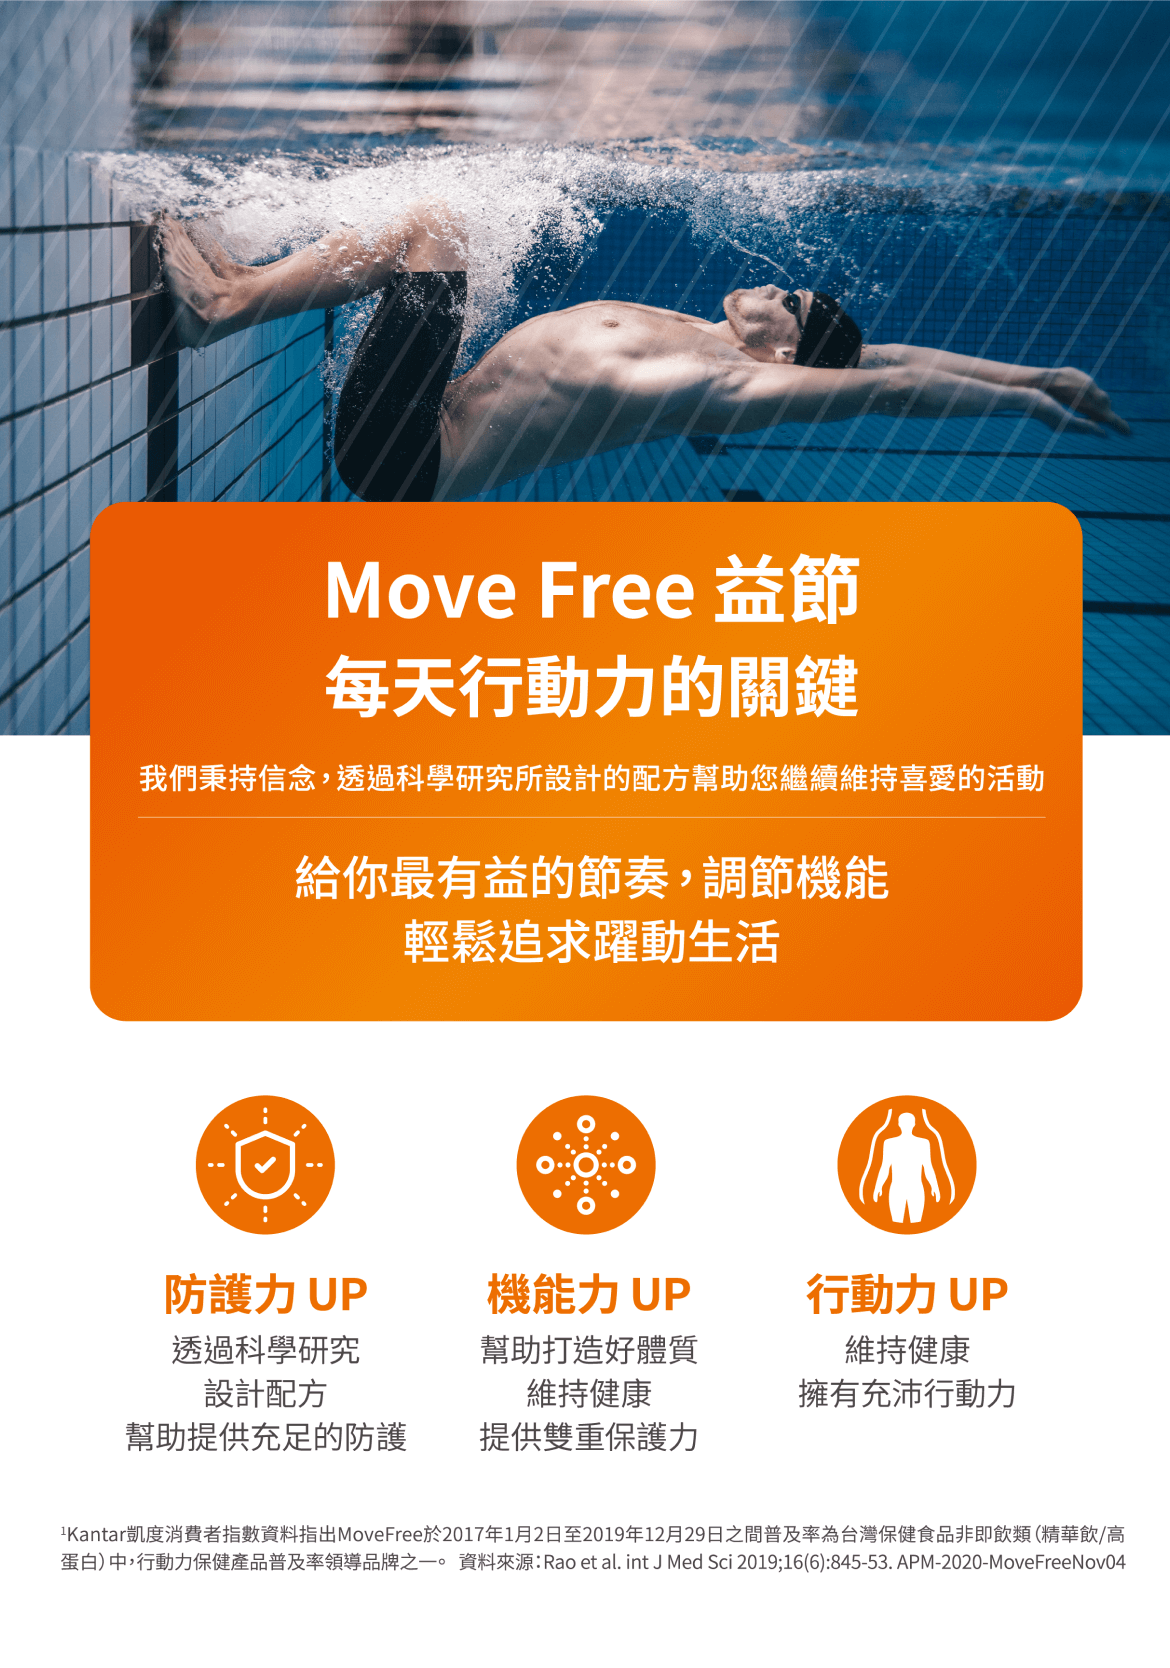 Move Free 益節
每天行動力的關鍵
我們秉持信念，透過科學研究所設計的配方幫助您繼續維持喜愛的活動
給你最有益的節奏，調節機能
輕鬆追求躍動生活
防護力 UP
透過科學研究
設計配方
幫助提供充足的防護
機能力 UP
幫助打造好體質
維持健康
提供雙重保護力
行動力 UP
維持健康
擁有充沛行動力
¹Kantar凱度消費者指數資料指出MoveFree於2017年1月2日至2019年12月29日之間普及率為台灣保健食品非即飲類（精華飲/高
蛋白）中，行動力保健產品普及率領導品牌之一。 資料來源：Rao et al. int J Med Sci 2019;16(6):845-53. APM-2020-MoveFreeNov04